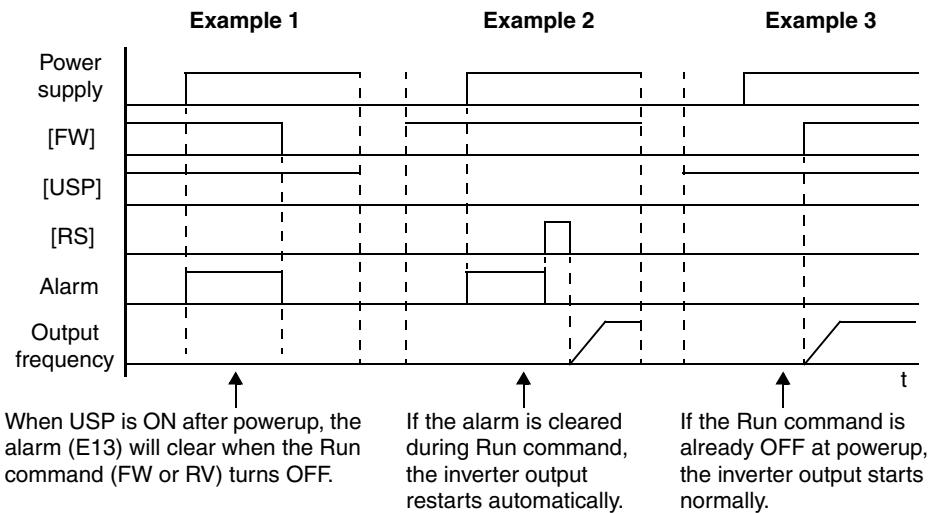 Example 1
Example 2
Example 3
Power
supply
[FW]
[USP]
[RS]
Alarm
Output
frequency
t
When USP is ON after powerup, the
alarm (E13) will clear when the Run
command (FW or RV) turns OFF.
If the alarm is cleared
during Run command,
the inverter output
restarts automatically.
If the Run command is
already OFF at powerup,
the inverter output starts
normally.